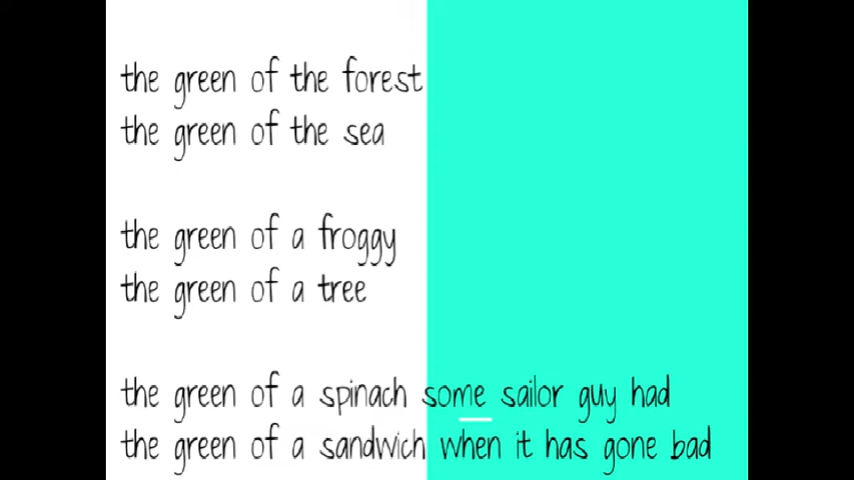 the green of the forest
the green of the sea
the green of a froggy
the green of a tree
the green of a spinach some sailor guy had
the green of a sandwich when it has gone bad